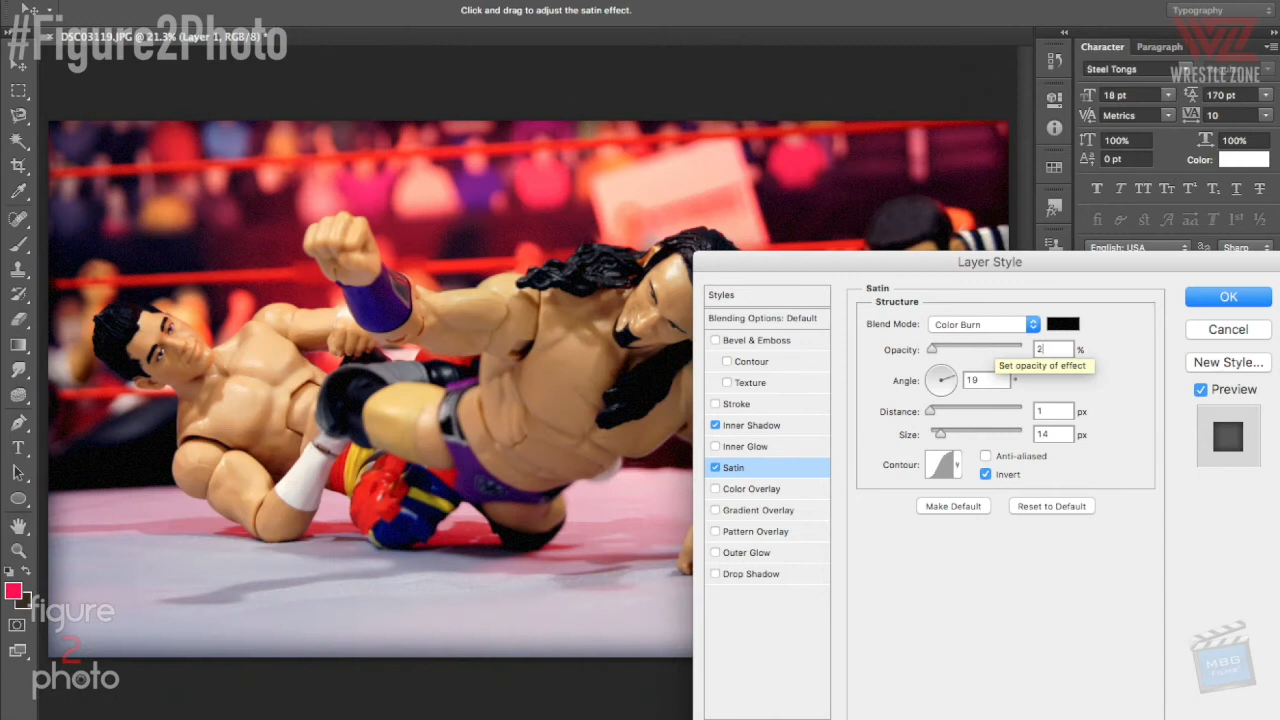 Click and drag to adjust the satin effect.
Typography
#Figure2Photo
DSC03119.JPG @ 21.3% (Layer 1, RGB/8) *
WZ
WRESTLE ZONE
Character
Paragraph
Steel Tongs
18 pt
170 pt
Metrics
10
100%
100%
0 pt
Color:
English: USA
Sharp
Layer Style
Styles
Blending Options: Default
Bevel & Emboss
Contour
Texture
Stroke
Inner Shadow
Inner Glow
Satin
Color Overlay
Gradient Overlay
Pattern Overlay
Outer Glow
Drop Shadow
Satin
Structure
Blend Mode:
Color Burn
Opacity:
2
%
Set opacity of effect
Angle:
19
°
Distance:
1
px
Size:
14
px
Contour:
Anti-aliased
Invert
Make Default
Reset to Default
OK
Cancel
New Style...
Preview
figure
2
photo
MBG
FILMS